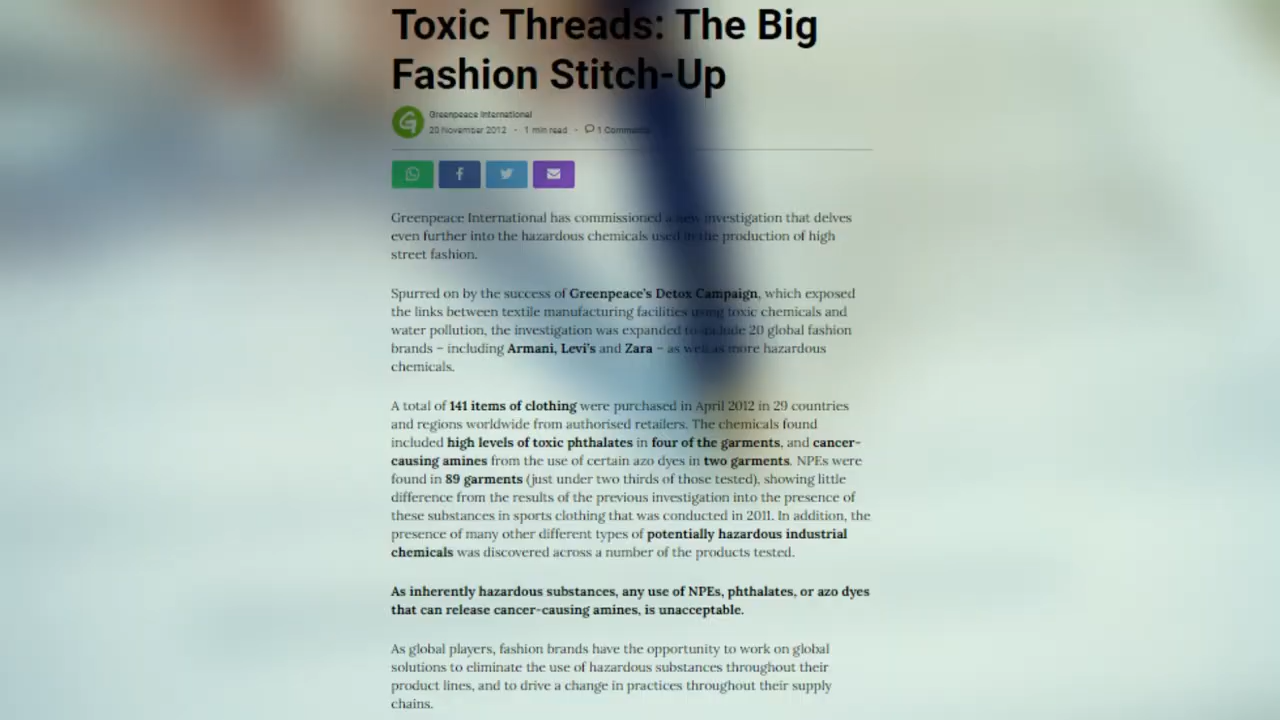 Toxic Threads: The Big
Fashion Stitch-Up
Greenpeace International
20 November 2012 · 1 min read · 1 Comments
Greenpeace International has commissioned a new investigation that delves
even further into the hazardous chemicals used in the production of high
street fashion.
Spurred on by the success of Greenpeace's Detox Campaign, which exposed
the links between textile manufacturing facilities using toxic chemicals and
water pollution, the investigation was expanded to include 20 global fashion
brands – including Armani, Levi's and Zara – as well as more hazardous
chemicals.
A total of 141 items of clothing were purchased in April 2012 in 29 countries
and regions worldwide from authorised retailers. The chemicals found
included high levels of toxic phthalates in four of the garments, and cancer-
causing amines from the use of certain azo dyes in two garments. NPEs were
found in 89 garments (just under two thirds of those tested), showing little
difference from the results of the previous investigation into the presence of
these substances in sports clothing that was conducted in 2011. In addition, the
presence of many other different types of potentially hazardous industrial
chemicals was discovered across a number of the products tested.
As inherently hazardous substances, any use of NPEs, phthalates, or azo dyes
that can release cancer-causing amines, is unacceptable.
As global players, fashion brands have the opportunity to work on global
solutions to eliminate the use of hazardous substances throughout their
product lines, and to drive a change in practices throughout their supply
chains.